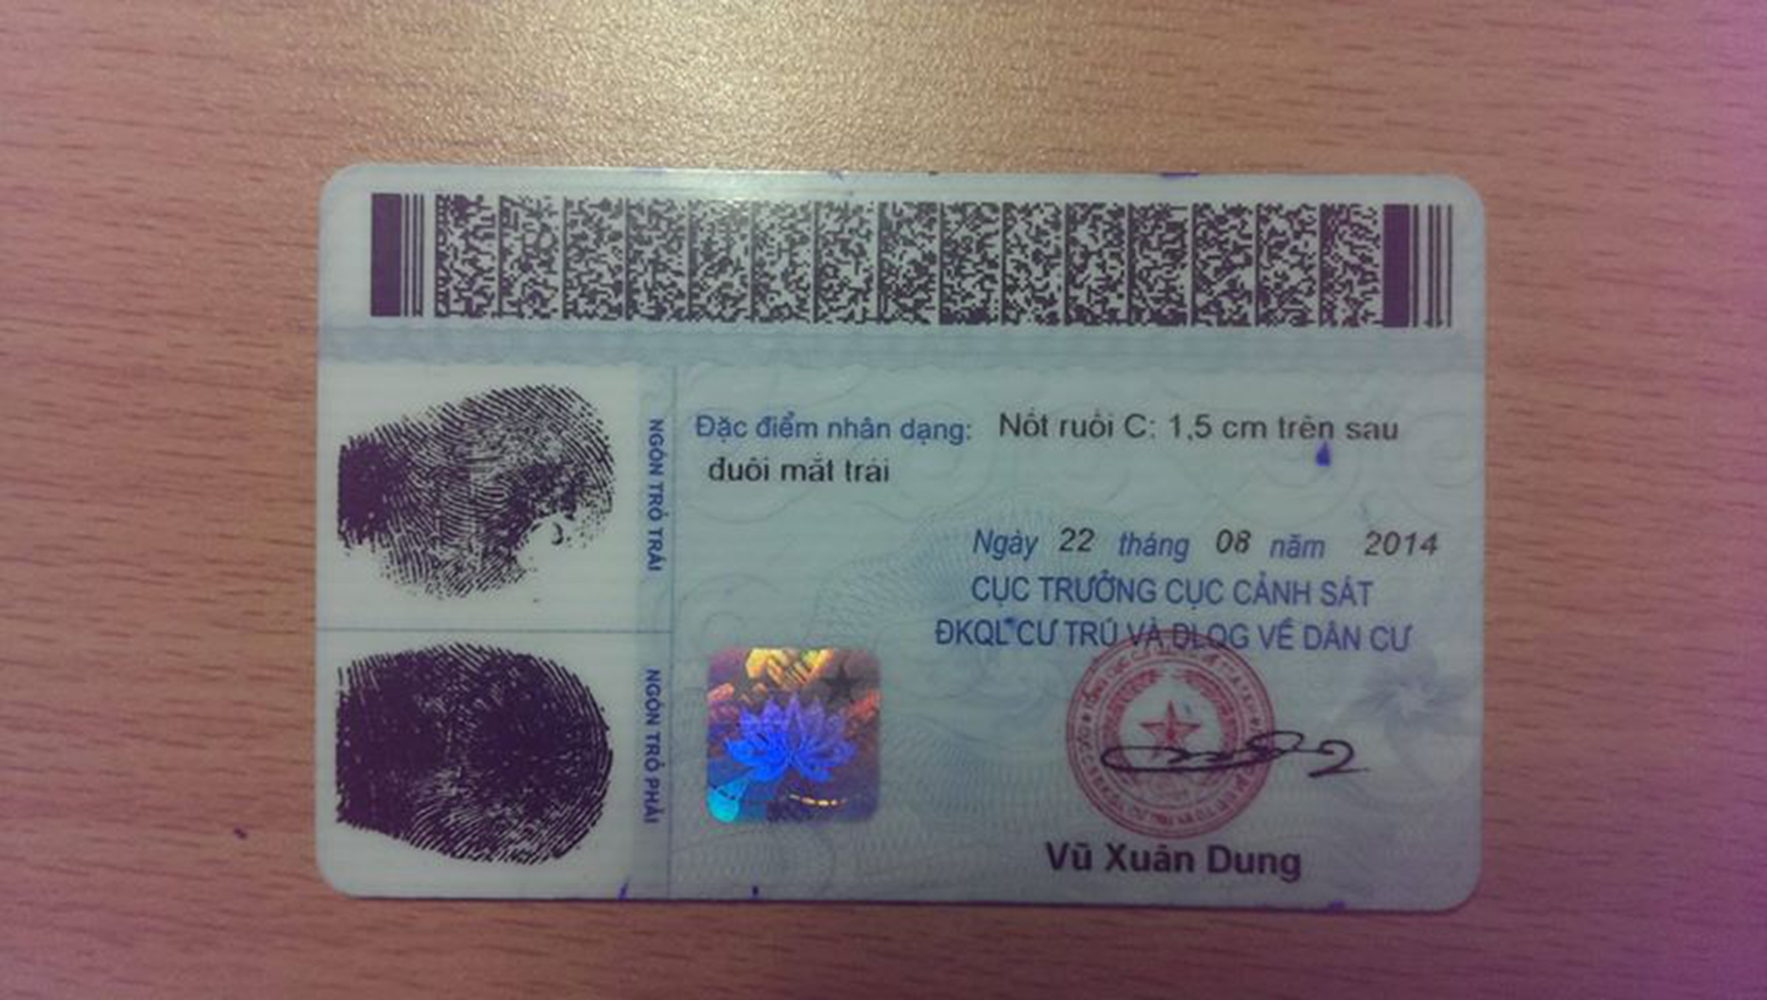 Đặc điểm nhân dạng: Nốt ruồi C: 1,5 cm trên sau
đuôi mắt trái
NGÓN TRỎ TRÁI
Ngày 22 tháng 08 năm 2014
CỤC TRƯỞNG CỤC CẢNH SÁT
ĐKQL CƯ TRÚ VÀ DLQG VỀ DÂN CƯ
NGÓN TRỎ PHẢI
Vũ Xuân Dung